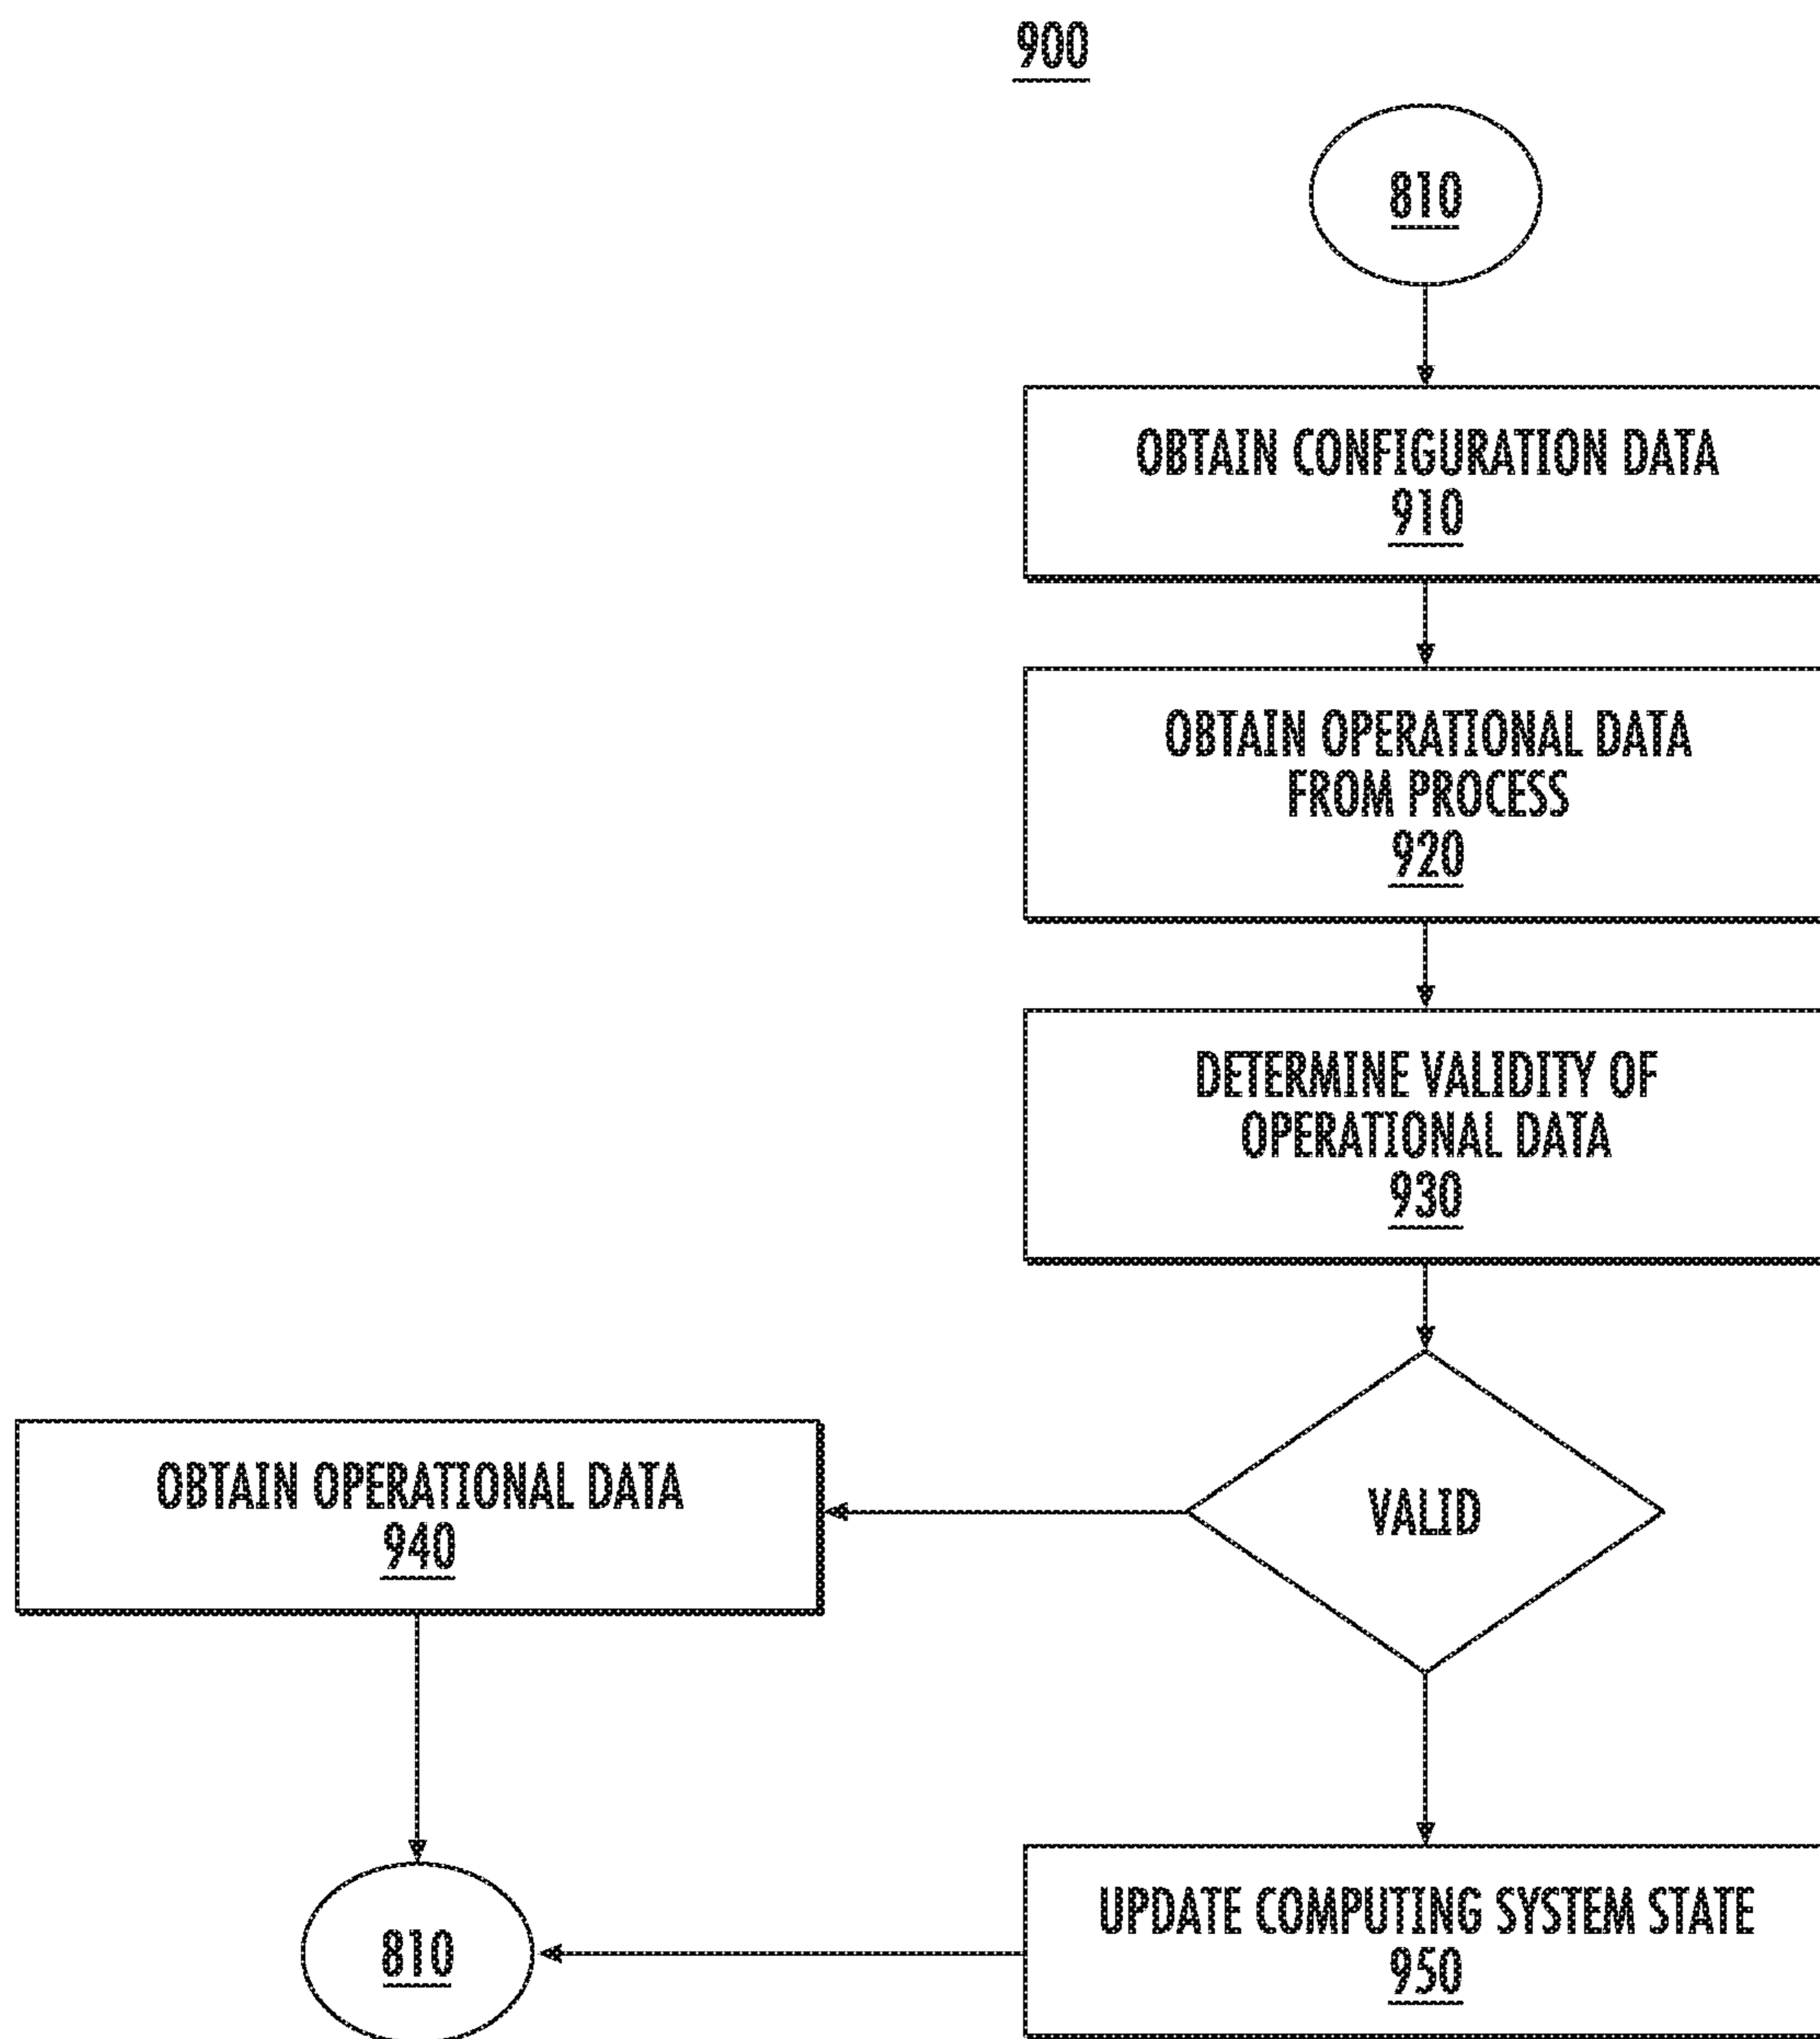 900
810
OBTAIN CONFIGURATION DATA
910
OBTAIN OPERATIONAL DATA
FROM PROCESS
920
DETERMINE VALIDITY OF
OPERATIONAL DATA
930
VALID
OBTAIN OPERATIONAL DATA
940
UPDATE COMPUTING SYSTEM STATE
950
810